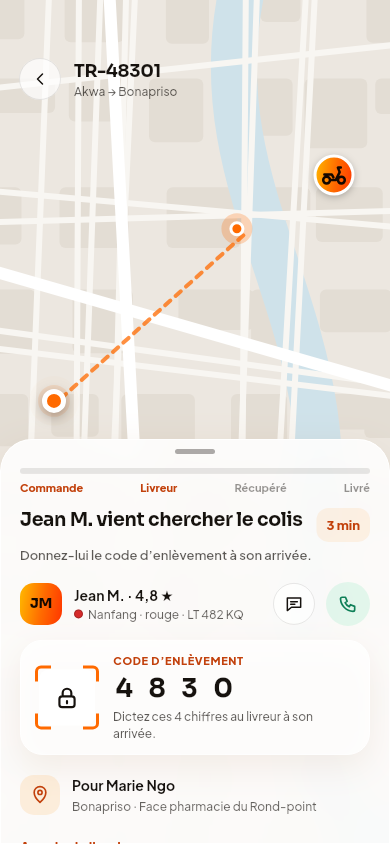 TR-48301
Akwa → Bonapriso
Commande Livreur Récupéré Livré
Jean M. vient chercher le colis
3 min
Donnez-lui le code d’enlèvement à son arrivée.
JM
Jean M. · 4,8 ★
Nanfang · rouge · LT 482 KQ
CODE D’ENLÈVEMENT
4 8 3 0
Dictez ces 4 chiffres au livreur à son
arrivée.
Pour Marie Ngo
Bonapriso · Face pharmacie du Rond-point